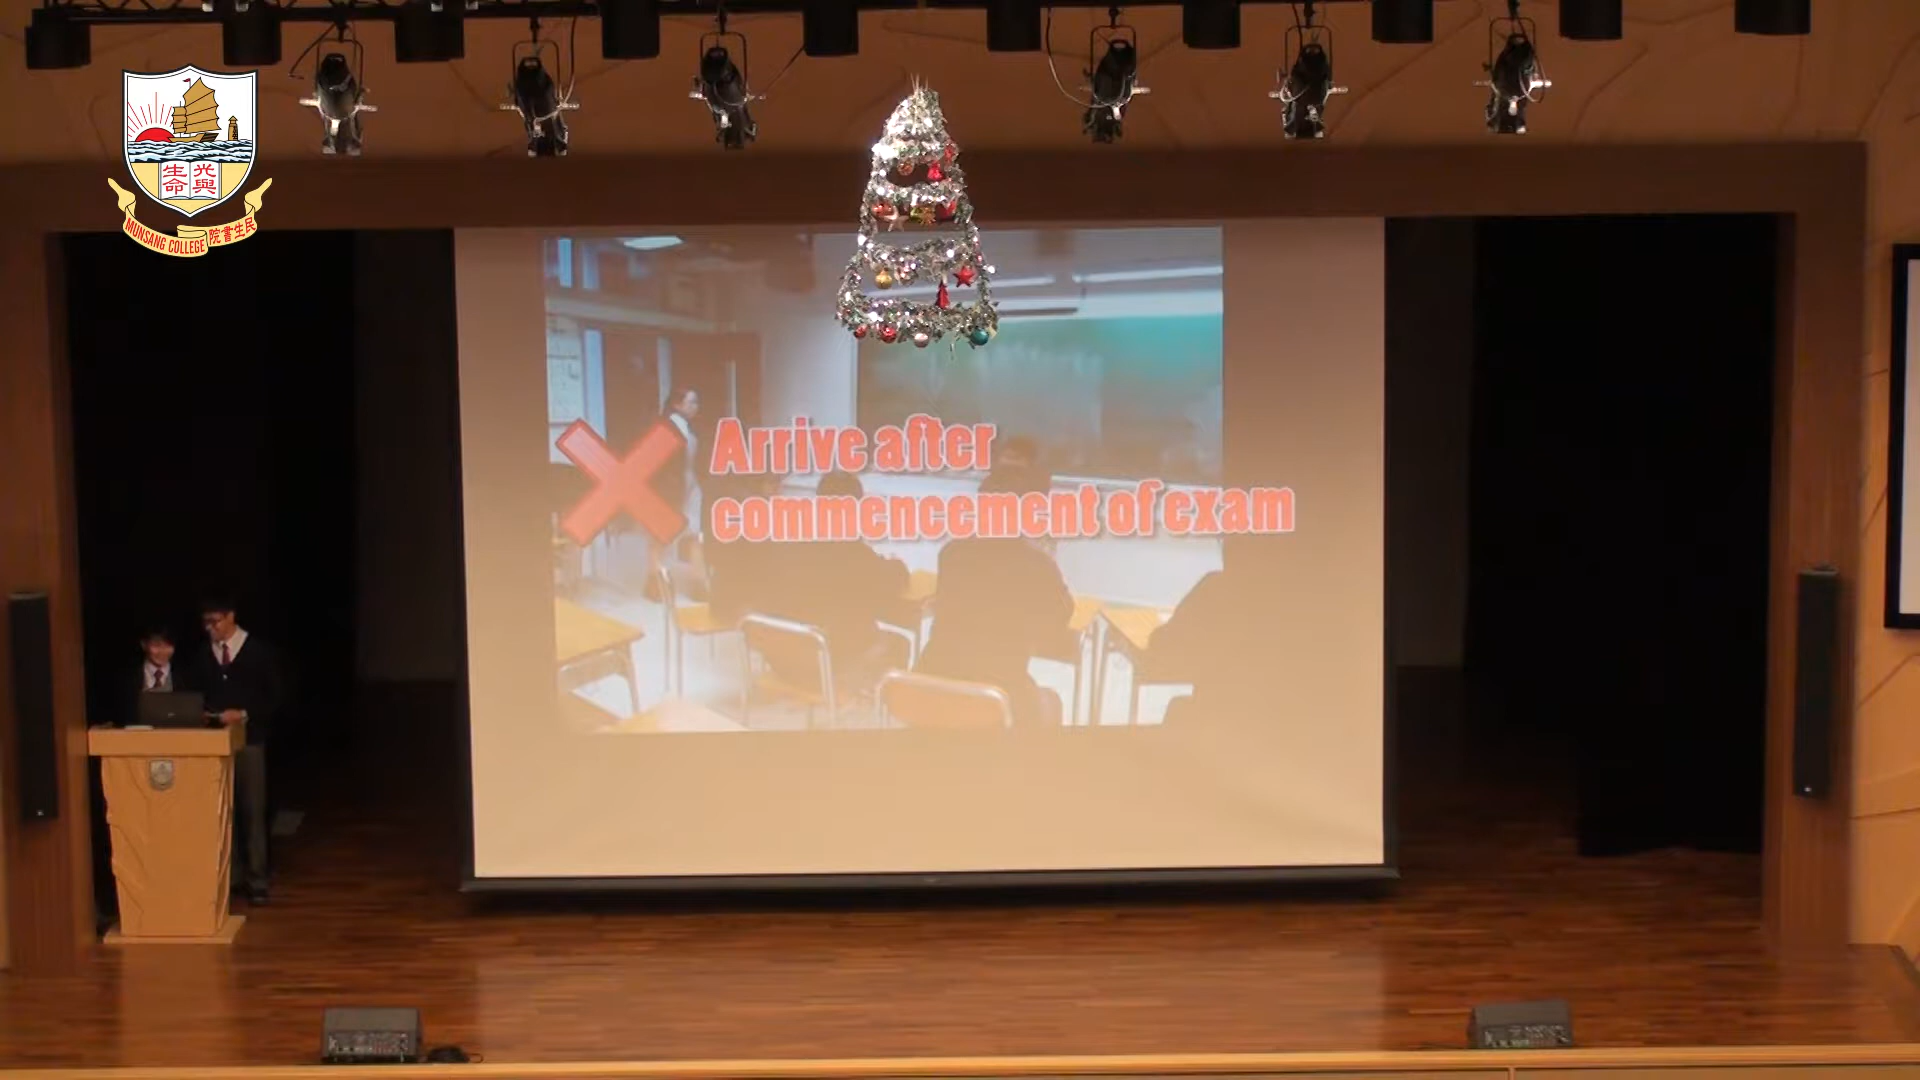 生光
命與
MUNSANG COLLEGE 院書生民
Arrive after
commencement of exam